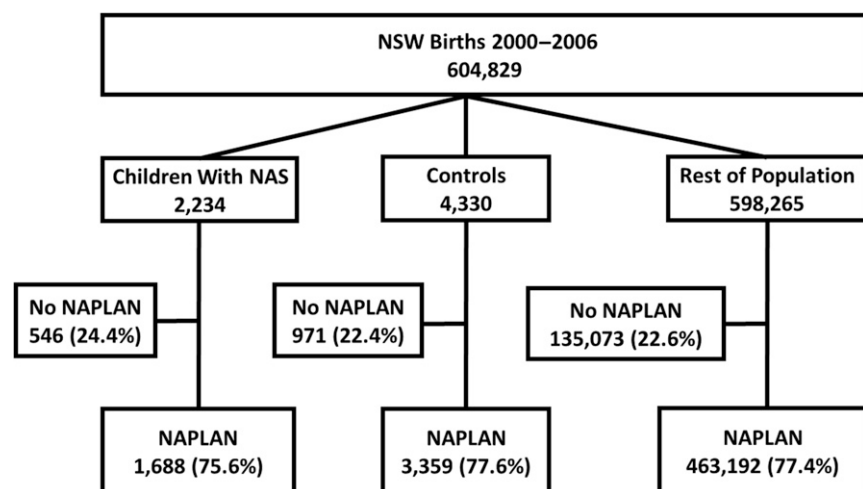 NSW Births 2000–2006
604,829
Children With NAS
2,234
Controls
4,330
Rest of Population
598,265
No NAPLAN
546 (24.4%)
No NAPLAN
971 (22.4%)
No NAPLAN
135,073 (22.6%)
NAPLAN
1,688 (75.6%)
NAPLAN
3,359 (77.6%)
NAPLAN
463,192 (77.4%)